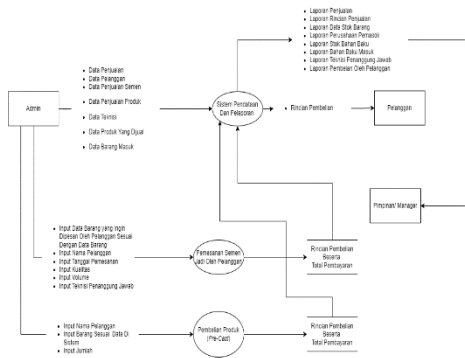 Laporan Penjualan
Laporan Rincian Penjualan
Laporan Data Stok Barang
Laporan Perusahaan Pemasok
Laporan Stok Bahan Baku
Laporan Bahan Baku Masuk
Laporan Teknisi Penanggung Jawab
Laporan Pembelian Oleh Pelanggan
Data Penjualan
Data Pelanggan
Data Penjualan Semen
Data Penjualan Produk
Data Teknisi
Data Produk Yang Dijual
Data Barang Masuk
Admin
Sistem Pendataan
Dan Pelaporan
Rincian Pembelian
Pelanggan
Pimpinan/ Manager
Input Data Barang yang Ingin
Dipesan Oleh Pelanggan Sesuai
Dengan Data Barang
Input Nama Pelanggan
Input Tanggal Pemesanan
Input Kualitas
Input Volume
Input Teknisi Penanggung Jawab
Pemesanan Semen
Jadi Oleh Pelanggan
Rincian Pembelian
Beserta
Total Pembayaran
Input Nama Pelanggan
Input Barang Sesuai Data Di
Sistem
Input Jumlah
Pembelian Produk
(Pre-Cast)
Rincian Pembelian
Beserta
Total Pembayaran